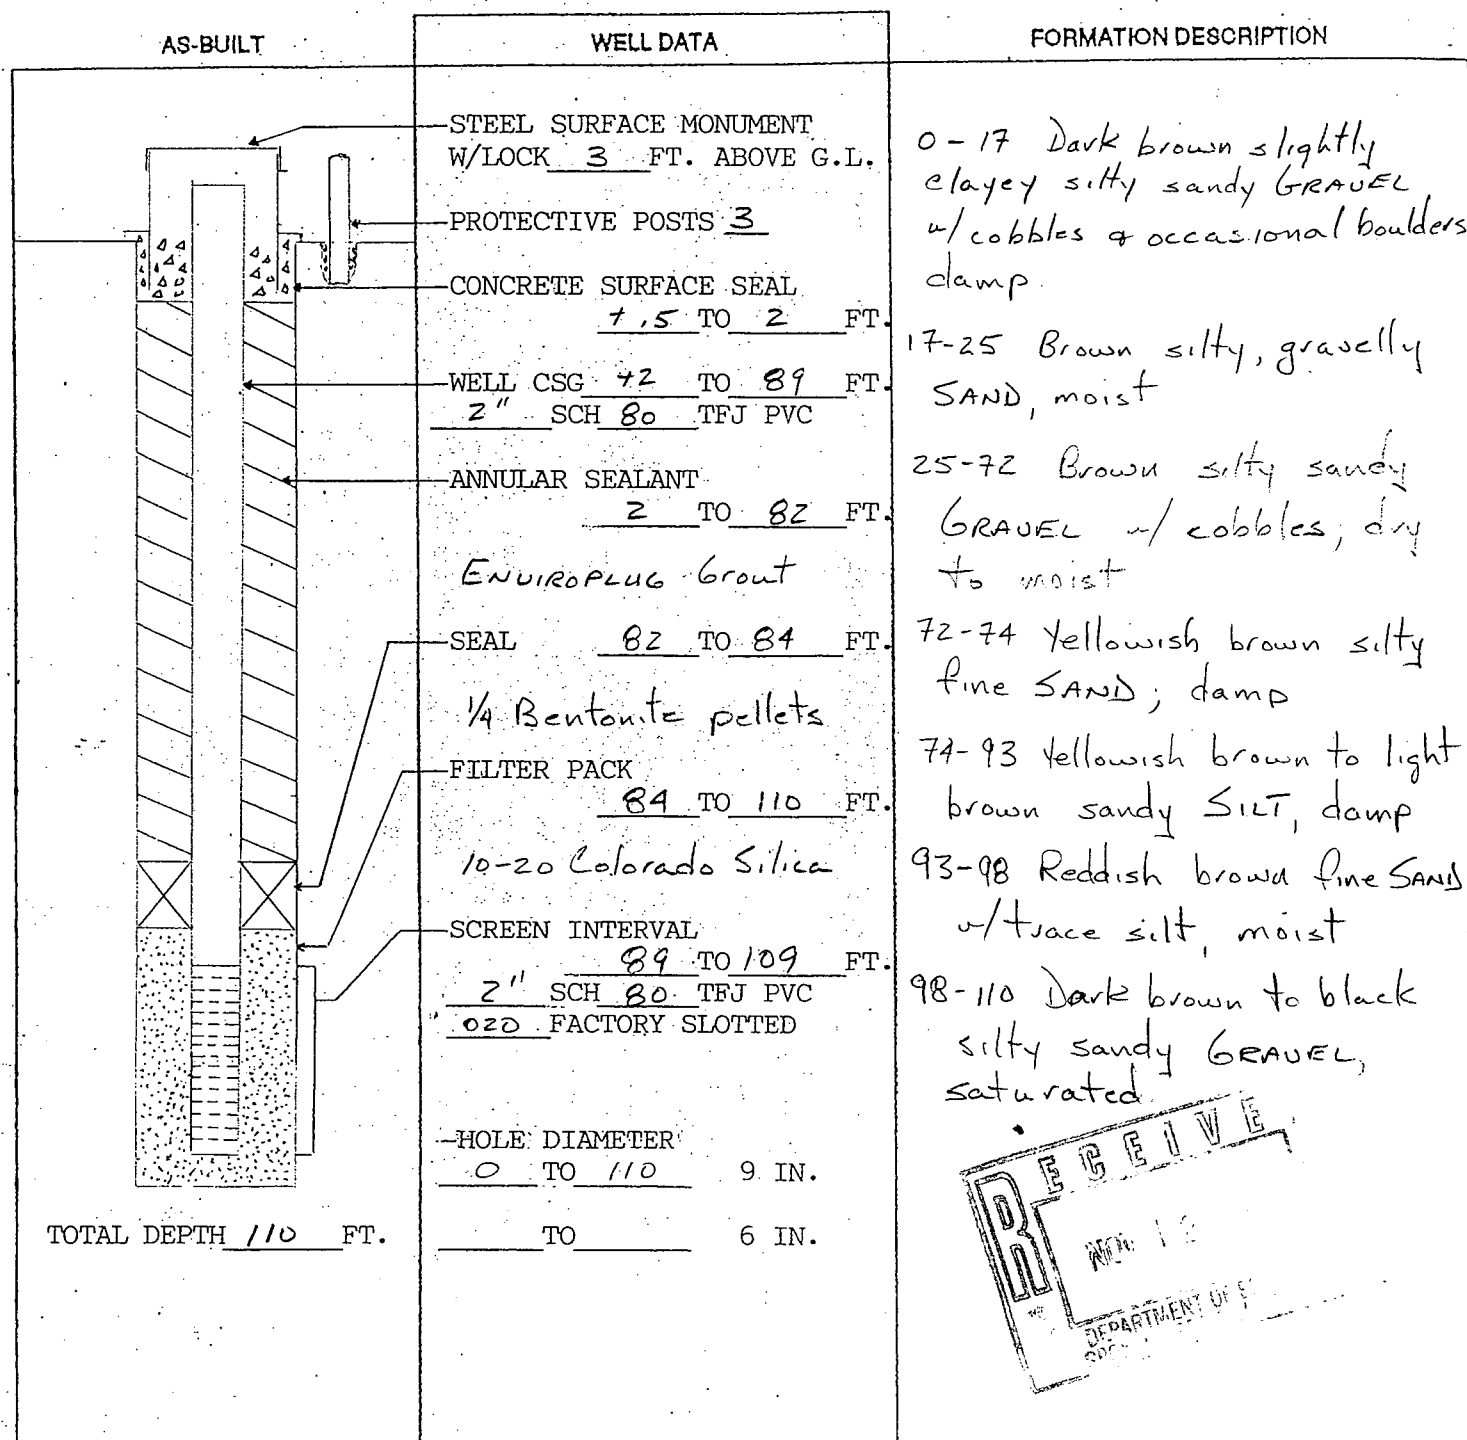 AS-BUILT
WELL DATA
FORMATION DESCRIPTION
STEEL SURFACE MONUMENT
W/LOCK 3 FT. ABOVE G.L.
PROTECTIVE POSTS 3
CONCRETE SURFACE SEAL
+.5 TO 2 FT.
WELL CSG +2 TO 89 FT.
2" SCH 80 TFJ PVC
ANNULAR SEALANT
2 TO 82 FT.
ENVIROPLUG Grout
SEAL 82 TO 84 FT.
1/4 Bentonite pellets
FILTER PACK
84 TO 110 FT.
10-20 Colorado Silica
SCREEN INTERVAL
89 TO 109 FT.
2" SCH 80 TFJ PVC
020 FACTORY SLOTTED
HOLE DIAMETER
0 TO 110 9 IN.
TO 6 IN.
TOTAL DEPTH 110 FT.
0-17 Dark brown slightly
clayey silty sandy GRAVEL
w/ cobbles & occasional boulders
damp
17-25 Brown silty, gravelly
SAND, moist
25-72 Brown silty sandy
GRAVEL w/ cobbles; dry
to moist
72-74 Yellowish brown silty
fine SAND; damp
74-93 Yellowish brown to light
brown sandy SILT, damp
93-98 Reddish brown fine SAND
w/ trace silt, moist
98-110 Dark brown to black
silty sandy GRAVEL,
saturated
RECEIVE
12
DEPARTMENT OF